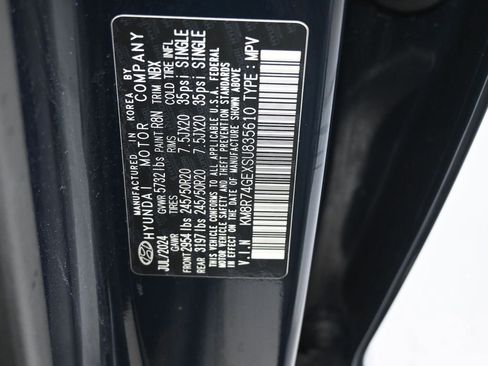 MANUFACTURED IN KOREA BY
HYUNDAI MOTOR COMPANY
JUL/2024 GVWR 5732 lbs PAINT R8N TRIM NBX
GAWR TIRES RIMS COLD TIRE INFL
FRONT 2954 lbs 245/50R20 7.5JX20 35psi SINGLE
REAR 3197 lbs 245/50R20 7.5JX20 35psi SINGLE
THIS VEHICLE CONFORMS TO ALL APPLICABLE U.S.A. FEDERAL
MOTOR VEHICLE SAFETY, BUMPER, AND THEFT PREVENTION STANDARDS
IN EFFECT ON THE DATE OF MANUFACTURE SHOWN ABOVE.
V.I.N KM8R74GEXSU835610 TYPE: MPV